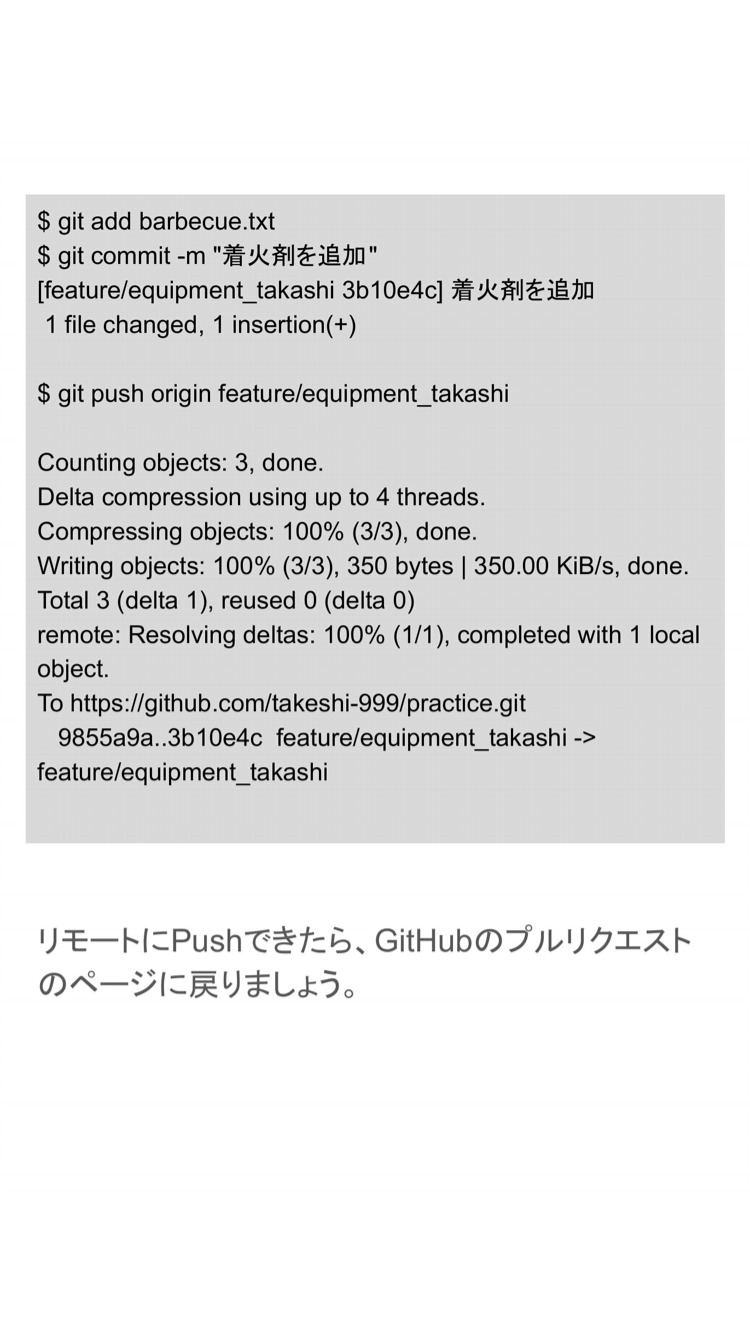 $ git add barbecue.txt
$ git commit -m "着火剤を追加"
[feature/equipment_takashi 3b10e4c] 着火剤を追加
1 file changed, 1 insertion(+)
$ git push origin feature/equipment_takashi
Counting objects: 3, done.
Delta compression using up to 4 threads.
Compressing objects: 100% (3/3), done.
Writing objects: 100% (3/3), 350 bytes | 350.00 KiB/s, done.
Total 3 (delta 1), reused 0 (delta 0)
remote: Resolving deltas: 100% (1/1), completed with 1 local
object.
To https://github.com/takeshi-999/practice.git
9855a9a..3b10e4c  feature/equipment_takashi ->
feature/equipment_takashi
リモートにPushできたら、GitHubのプルリクエスト
のページに戻りましょう。